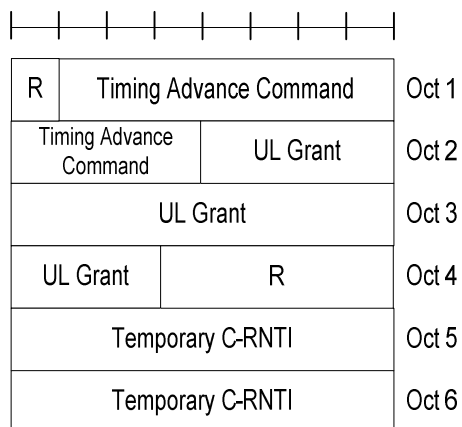 R Timing Advance Command Oct 1
Timing Advance
Command UL Grant Oct 2
UL Grant Oct 3
UL Grant R Oct 4
Temporary C-RNTI Oct 5
Temporary C-RNTI Oct 6